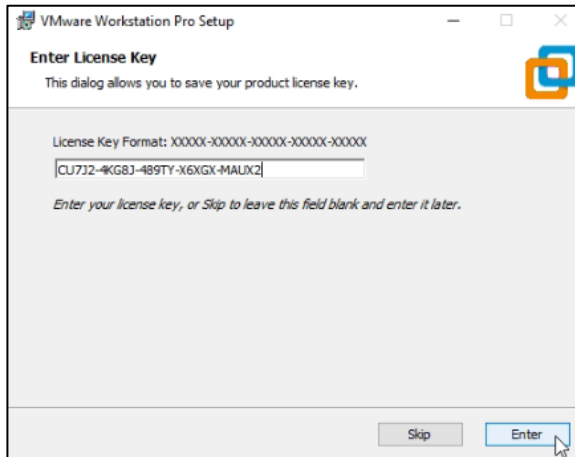 VMware Workstation Pro Setup
Enter License Key
This dialog allows you to save your product license key.
License Key Format: XXXXX-XXXXX-XXXXX-XXXXX-XXXXX
CU7J2-4KG8J-489TY-X6XGX-MAUX2
Enter your license key, or Skip to leave this field blank and enter it later.
Skip
Enter